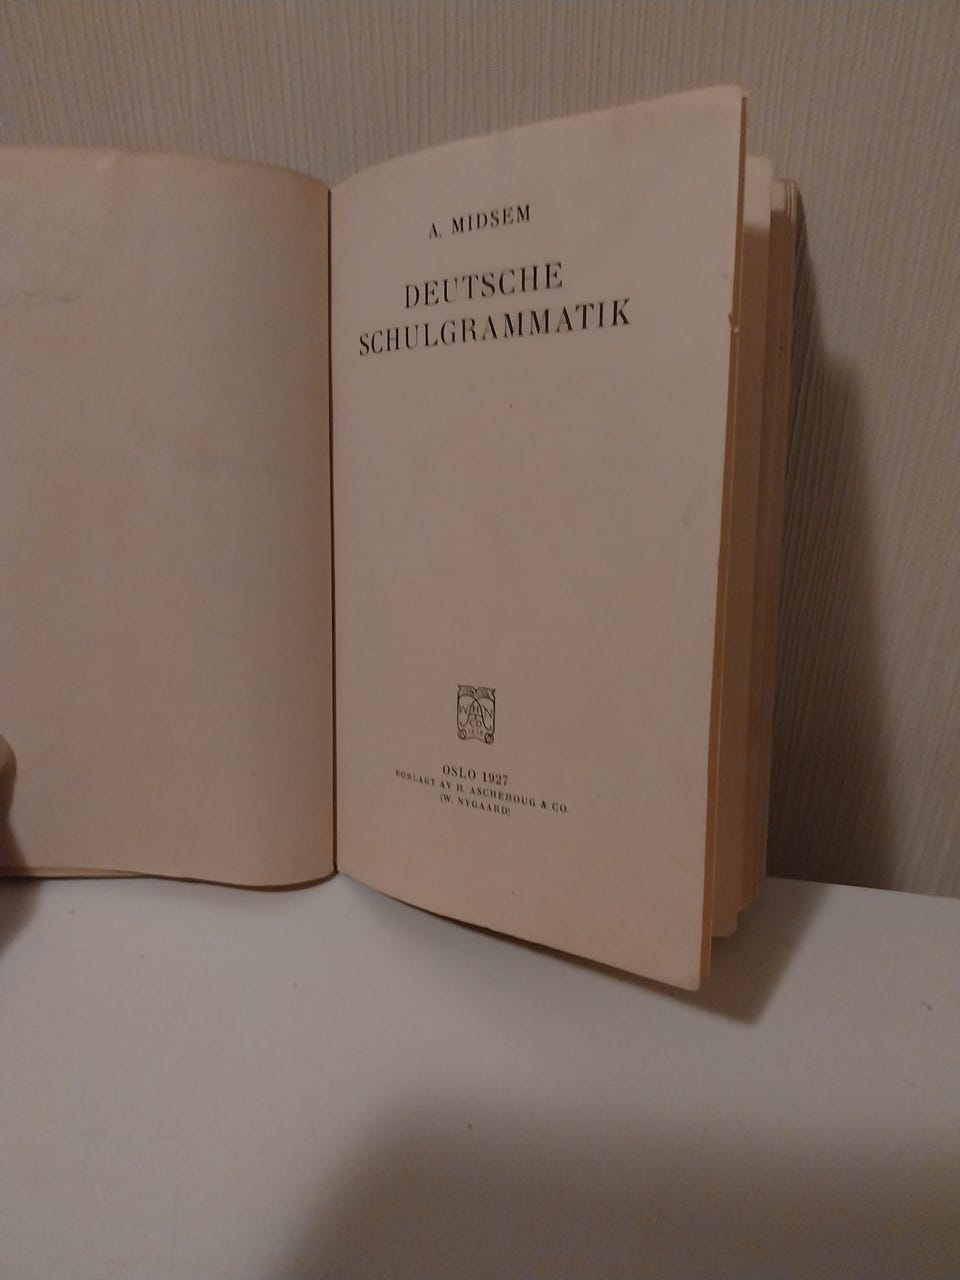 A. MIDSEM
DEUTSCHE
SCHULGRAMMATIK
OSLO 1927
FORLAGT AV H. ASCHEHOUG & CO.
(W. NYGAARD)